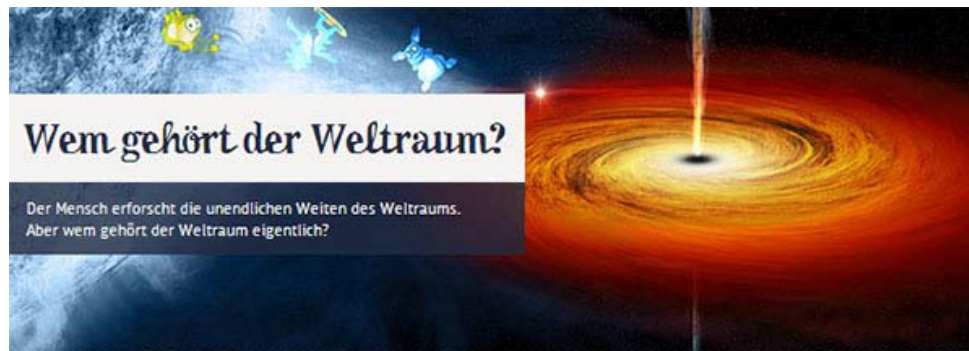 Wem gehört der Weltraum?
Der Mensch erforscht die unendlichen Weiten des Weltraums.
Aber wem gehört der Weltraum eigentlich?